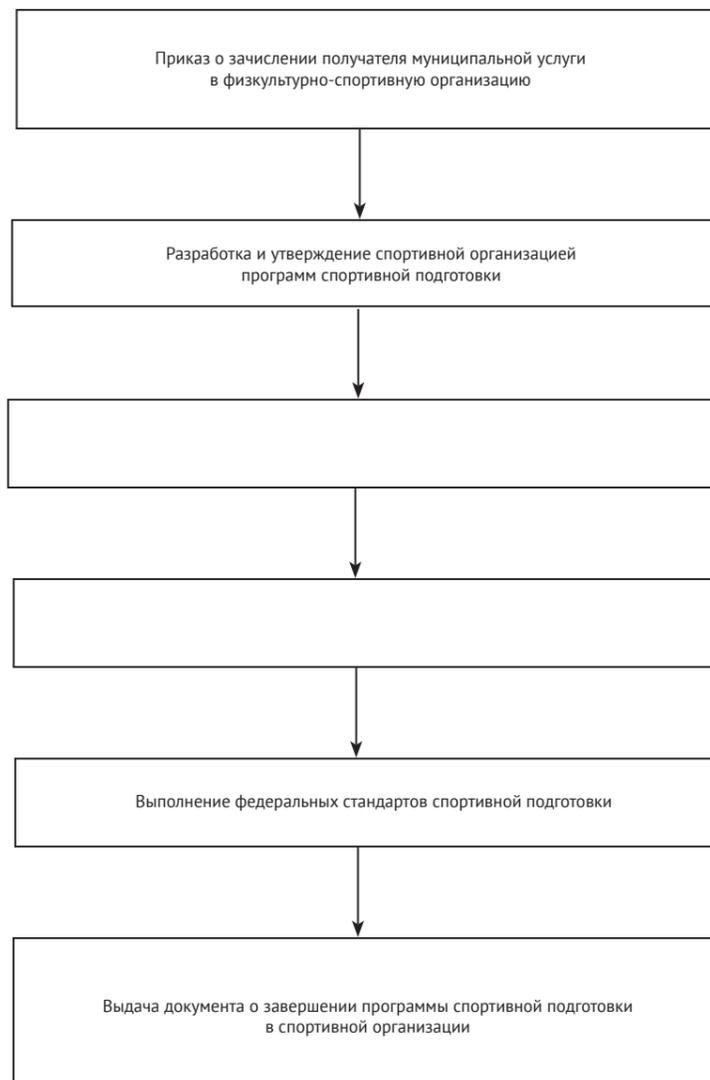 Приказ о зачислении получателя муниципальной услуги
в физкультурно-спортивную организацию
Разработка и утверждение спортивной организацией
программ спортивной подготовки
Выполнение федеральных стандартов спортивной подготовки
Выдача документа о завершении программы спортивной подготовки
в спортивной организации